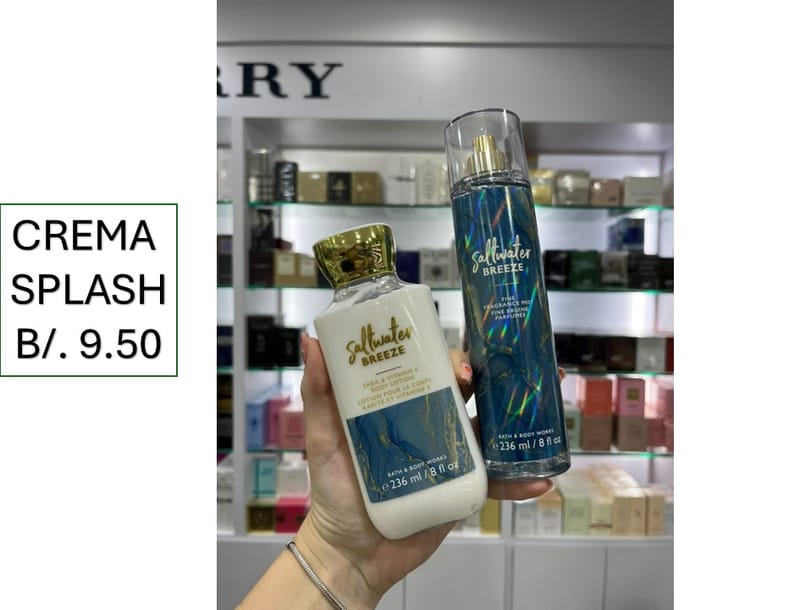 CREMA
SPLASH
B/. 9.50
RRY
Saltwater
BREEZE
SHEA & VITAMIN E
BODY LOTION
LOTION POUR LE CORPS
KARITÉ ET VITAMINE E
BATH & BODY WORKS
℮ 236 ml / 8 fl oz
Saltwater
BREEZE
FINE
FRAGRANCE MIST
FINE BRUINE
PARFUMÉE
BATH & BODY WORKS
℮ 236 ml / 8 fl oz